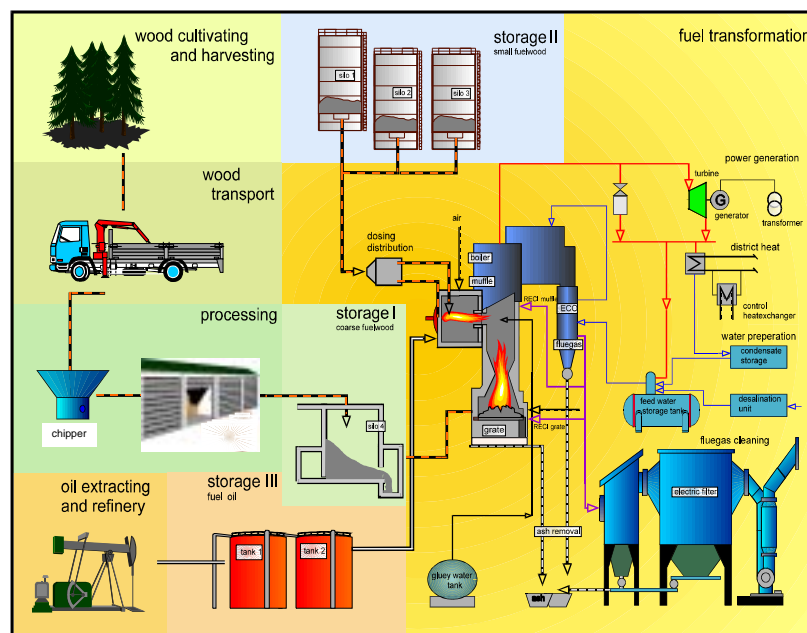 wood cultivating
and harvesting
storage II
small fuelwood
fuel transformation
silo 1
silo 2
silo 3
wood
transport
power generation
turbine
G
generator
transformer
air
dosing
distribution
boiler
muffle
district heat
RECI muffle
ECO
control
heatexchanger
processing
storage I
coarse fuelwood
fluegas
water preperation
condensate
storage
feed water
storage tank
desalination
unit
chipper
silo 4
grate
RECI grate
fluegas cleaning
oil extracting
and refinery
storage III
fuel oil
electric filter
tank 1
tank 2
ash removal
gluey water
tank
ash